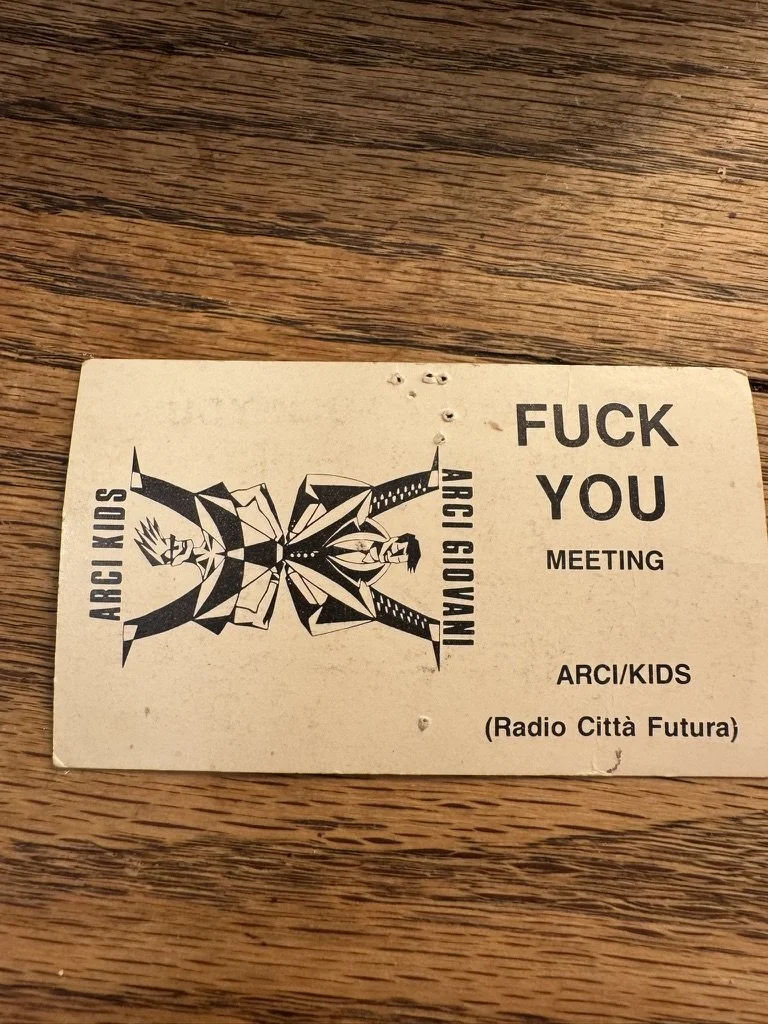 ARCI KIDS
ARCI GIOVANI
FUCK
YOU
MEETING
ARCI/KIDS
(Radio Città Futura)